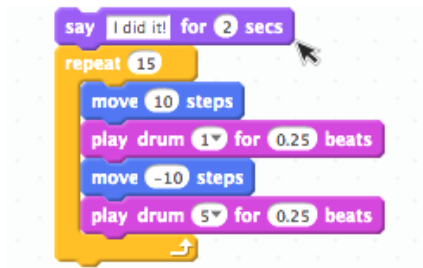 say I did it! for 2 secs
repeat 15
move 10 steps
play drum 1 for 0.25 beats
move -10 steps
play drum 5 for 0.25 beats